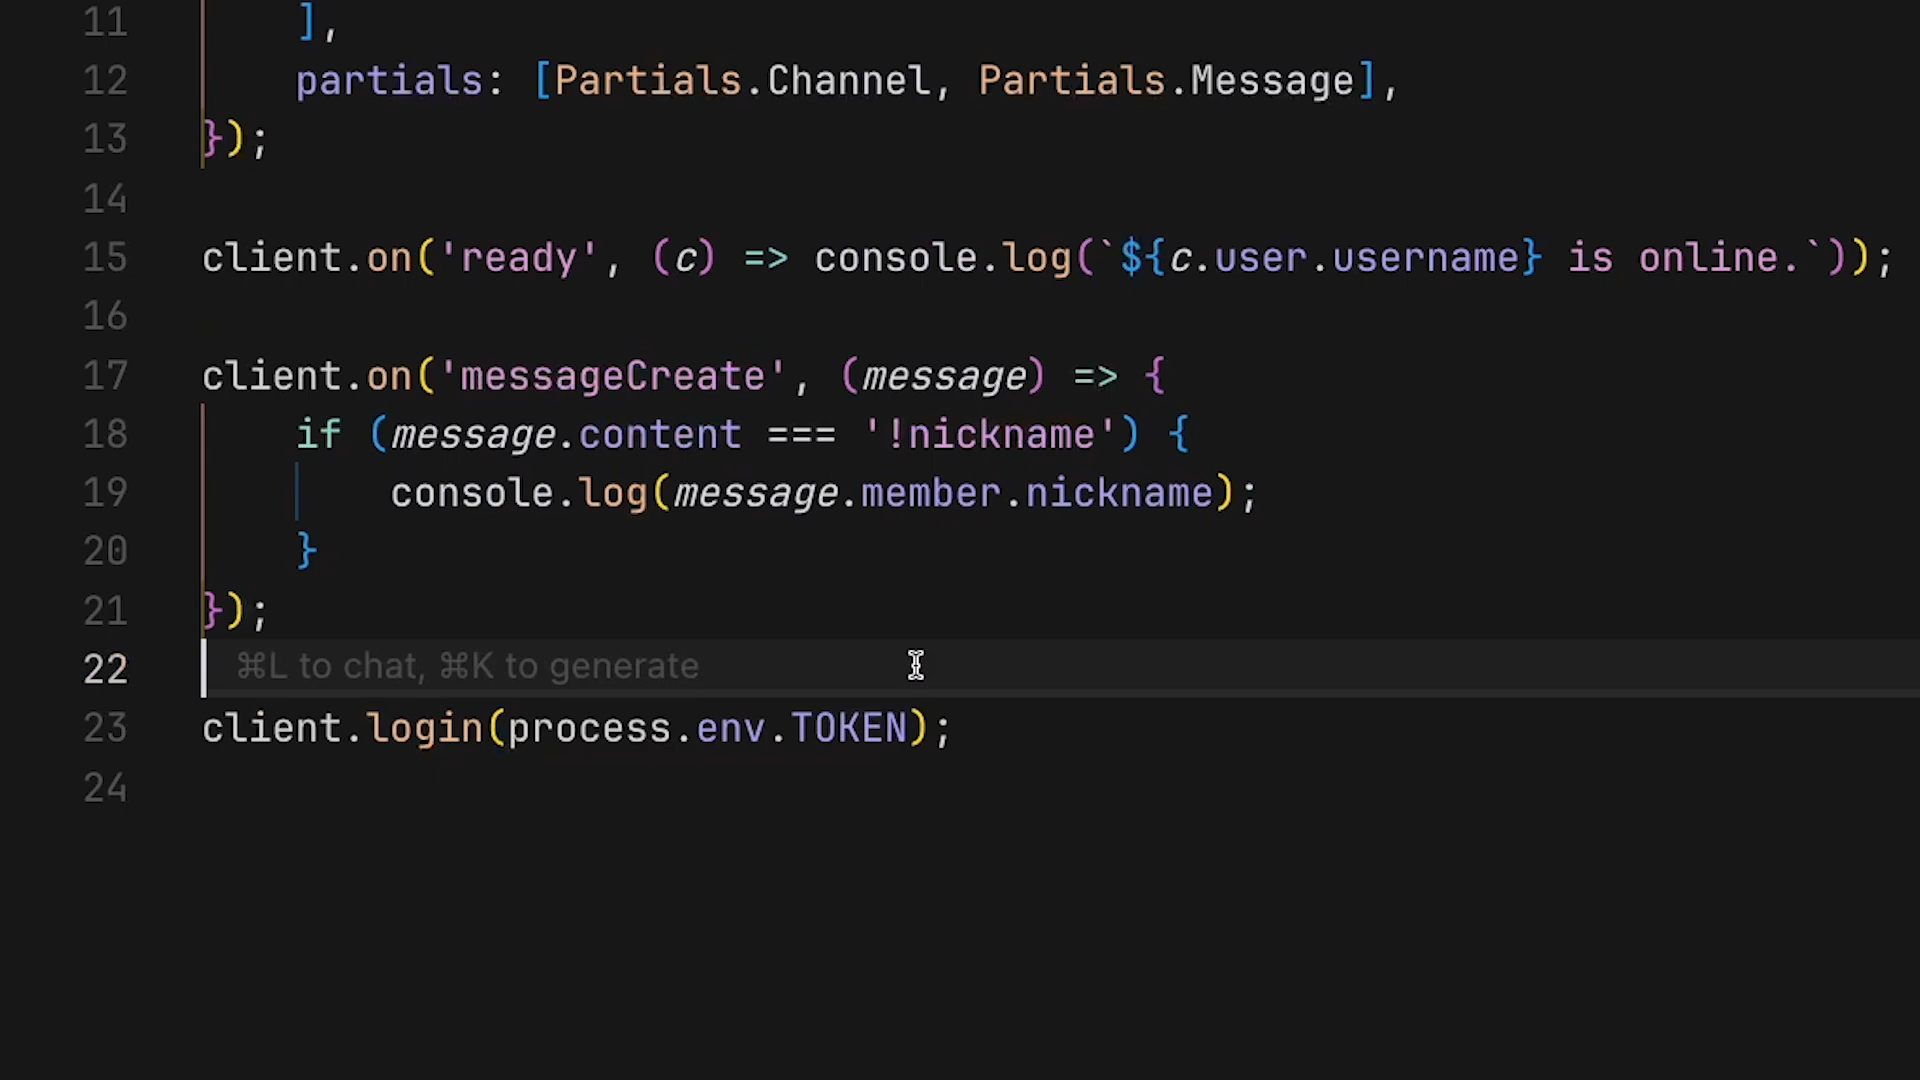 11 ],
12 partials: [Partials.Channel, Partials.Message],
13 });
14
15 client.on('ready', (c) => console.log(`${c.user.username} is online.`));
16
17 client.on('messageCreate', (message) => {
18 if (message.content === '!nickname') {
19 console.log(message.member.nickname);
20 }
21 });
22 ⌘L to chat, ⌘K to generate
23 client.login(process.env.TOKEN);
24